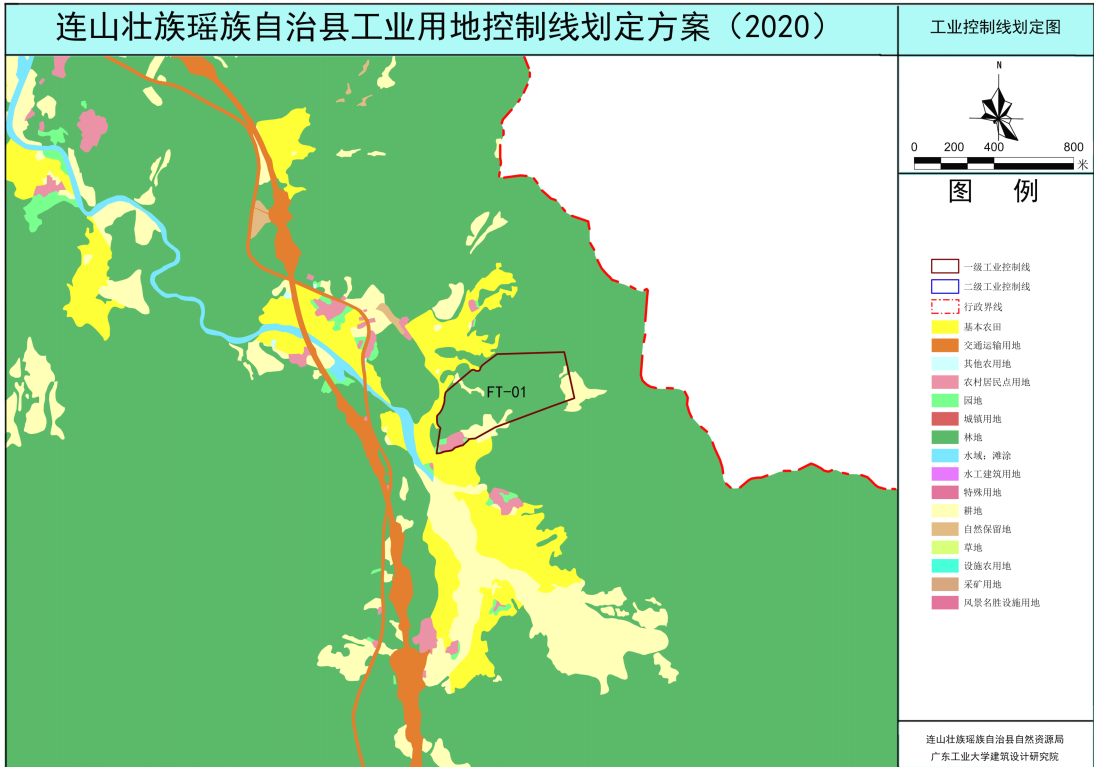 连山壮族瑶族自治县工业用地控制线划定方案（2020）
工业控制线划定图
N
0 200 400 800
米
图 例
一级工业控制线
二级工业控制线
行政界线
基本农田
交通运输用地
其他农用地
农村居民点用地
园地
城镇用地
林地
水域；滩涂
水工建筑用地
特殊用地
耕地
自然保留地
草地
设施农用地
采矿用地
风景名胜设施用地
FT-01
连山壮族瑶族自治县自然资源局
广东工业大学建筑设计研究院